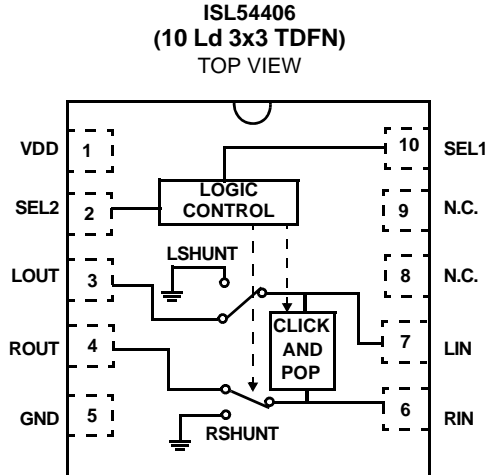 ISL54406
(10 Ld 3x3 TDFN)
TOP VIEW
VDD 1 10 SEL1
LOGIC
CONTROL
SEL2 2 9 N.C.
LSHUNT
LOUT 3 8 N.C.
CLICK
AND
POP
ROUT 4 7 LIN
GND 5 6 RIN
RSHUNT